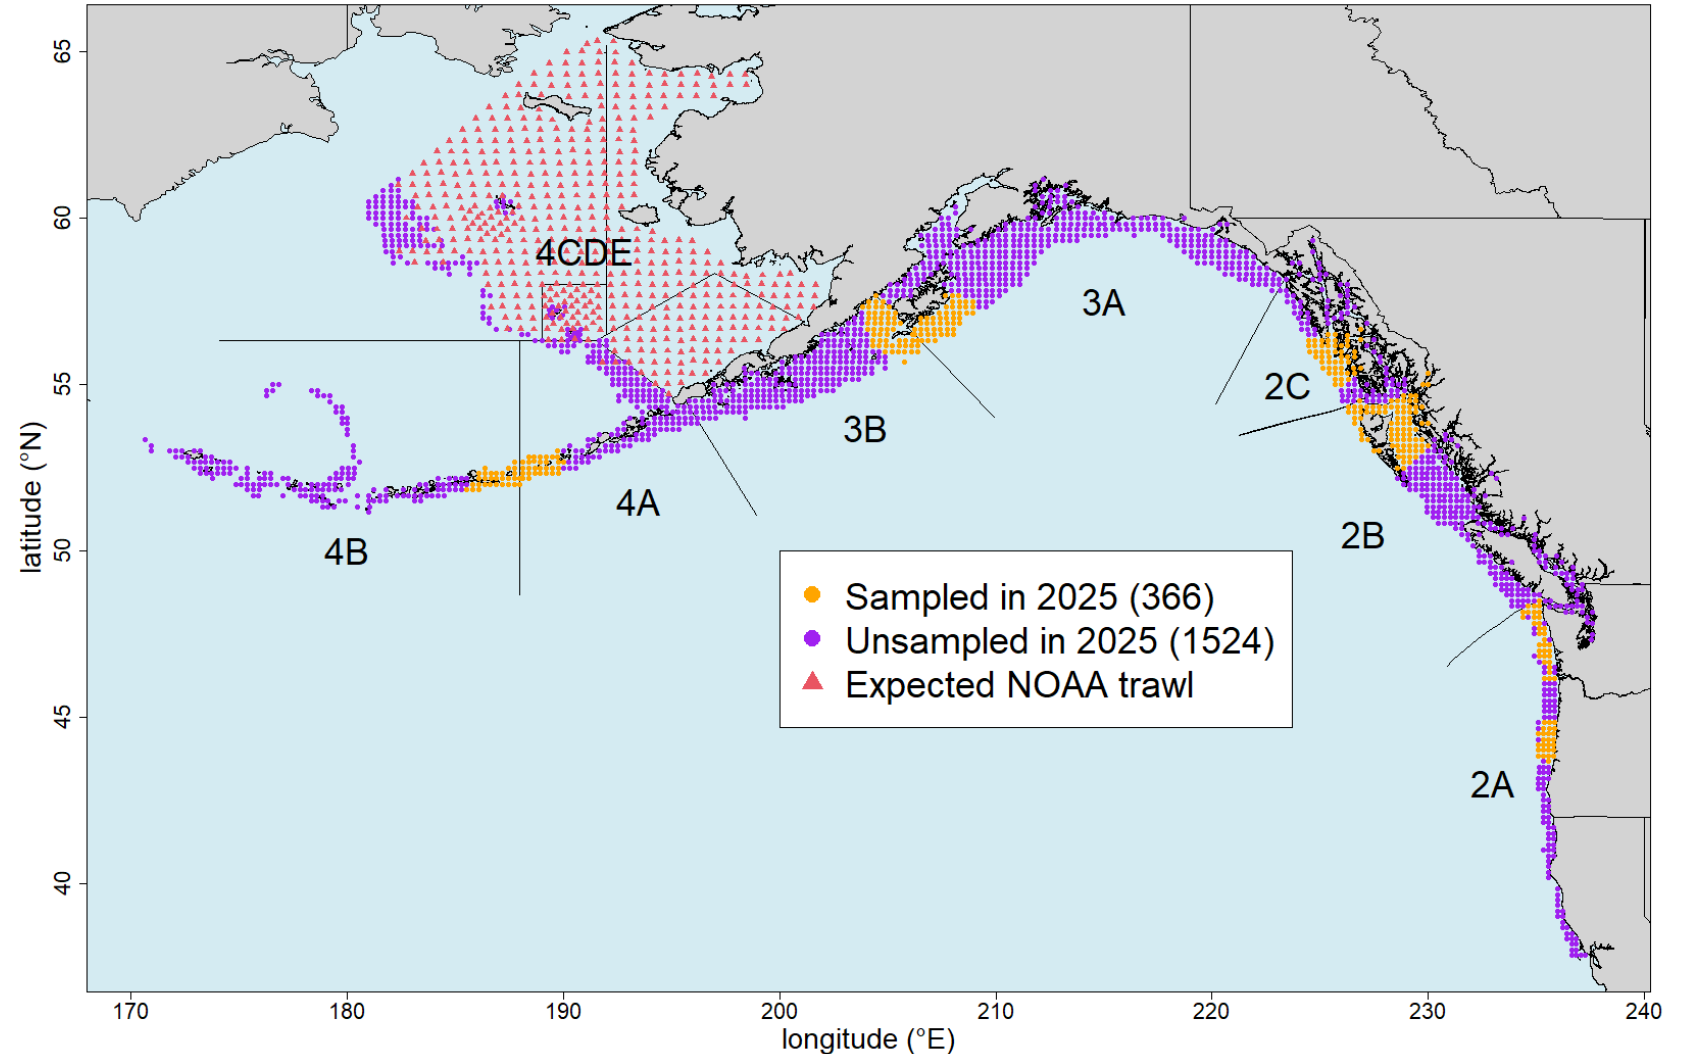 65
60
55
50
45
40
latitude (°N)
4CDE
3A
2C
3B
4A
2B
4B
Sampled in 2025 (366)
Unsampled in 2025 (1524)
Expected NOAA trawl
2A
170
180
190
200
210
220
230
240
longitude (°E)